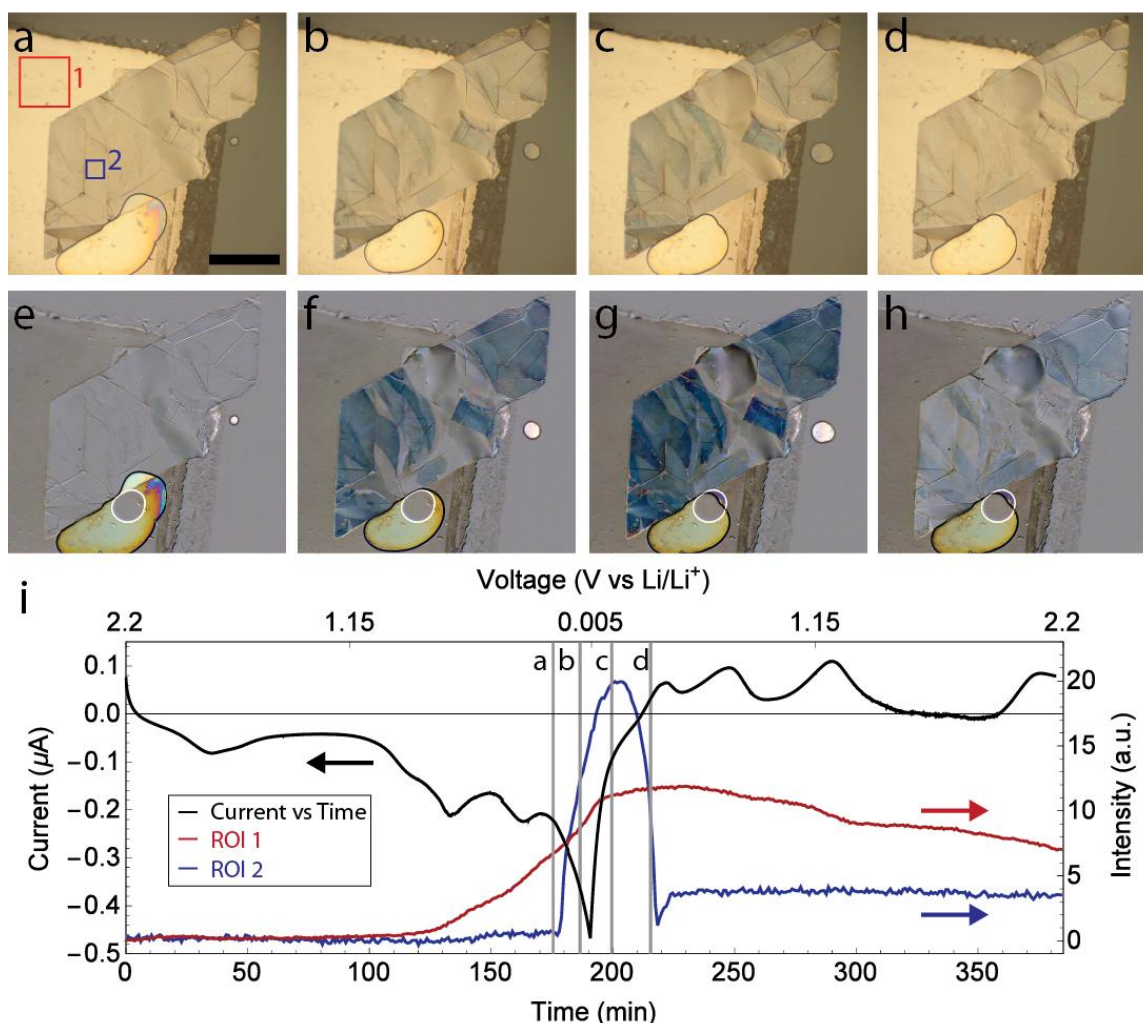 a b c d
1
2
e f g h
i
Voltage (V vs Li/Li⁺)
2.2 1.15 0.005 1.15 2.2
a b c d
0.1
0.0
−0.1
−0.2
−0.3
−0.4
−0.5
Current (μA)
Current vs Time
ROI 1
ROI 2
20
15
10
5
0
Intensity (a.u.)
0 50 100 150 200 250 300 350
Time (min)